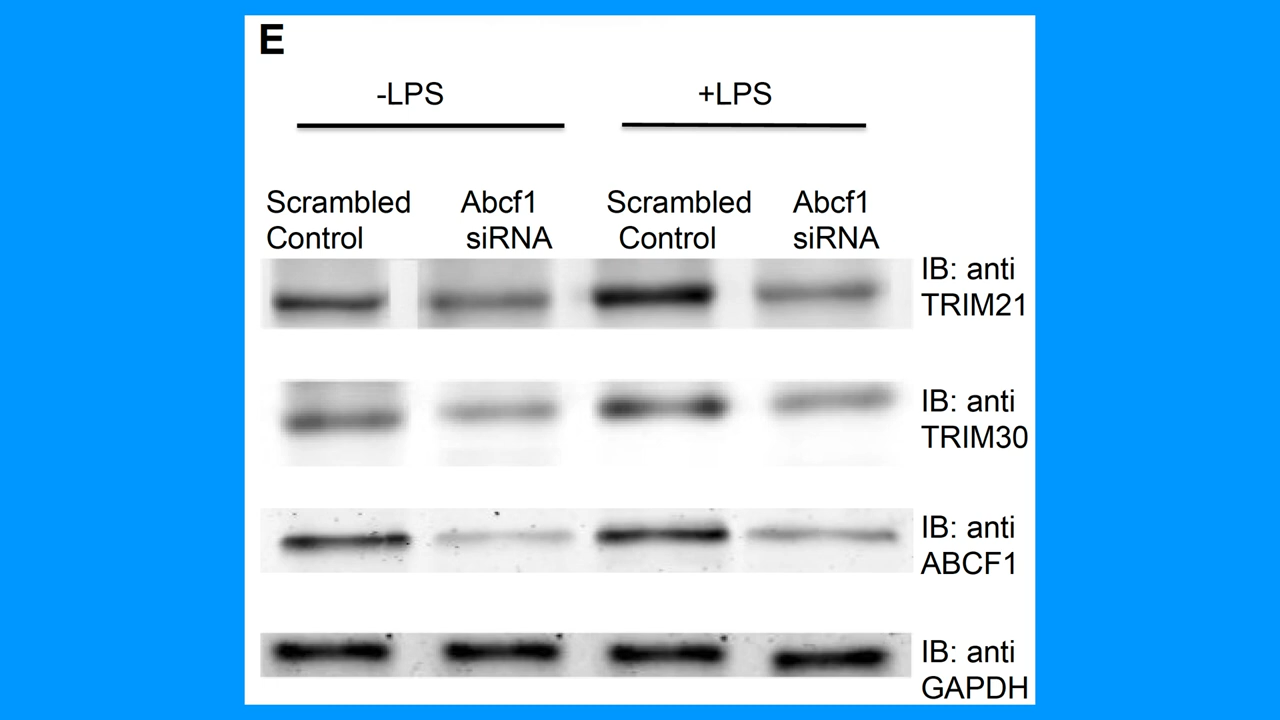 E
-LPS
+LPS
Scrambled Control
Abcf1 siRNA
Scrambled Control
Abcf1 siRNA
IB: anti
TRIM21
IB: anti
TRIM30
IB: anti
ABCF1
IB: anti
GAPDH